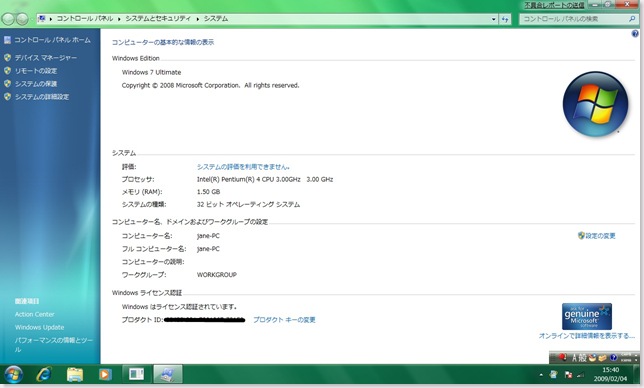 不具合レポートの送信
コントロール パネル ▸ システムとセキュリティ ▸ システム
コントロール パネルの検索
コントロール パネル ホーム
デバイス マネージャー
リモートの設定
システムの保護
システムの詳細設定
コンピューターの基本的な情報の表示
Windows Edition
Windows 7 Ultimate
Copyright © 2008 Microsoft Corporation. All rights reserved.
システム
評価: システムの評価を利用できません。
プロセッサ: Intel(R) Pentium(R) 4 CPU 3.00GHz 3.00 GHz
メモリ (RAM): 1.50 GB
システムの種類: 32 ビット オペレーティング システム
コンピューター名、ドメインおよびワークグループの設定
コンピューター名: jane-PC
設定の変更
フル コンピューター名: jane-PC
コンピューターの説明:
ワークグループ: WORKGROUP
Windows ライセンス認証
Windows はライセンス認証されています。
プロダクト ID:
プロダクト キーの変更
ask for
genuine
Microsoft
software
オンラインで詳細情報を表示する...
関連項目
Action Center
Windows Update
パフォーマンスの情報とツール
A 般
15:40
2009/02/04